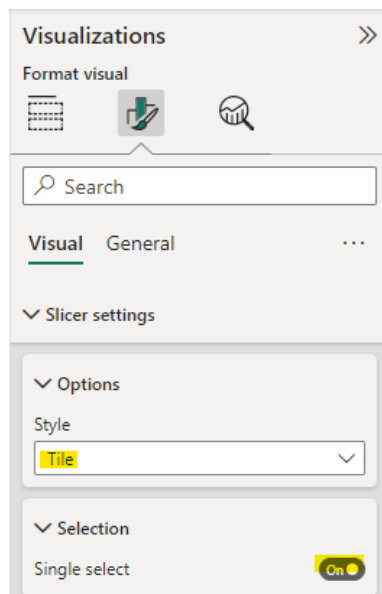 Visualizations
Format visual
Search
Visual General
Slicer settings
Options
Style
Tile
Selection
Single select On